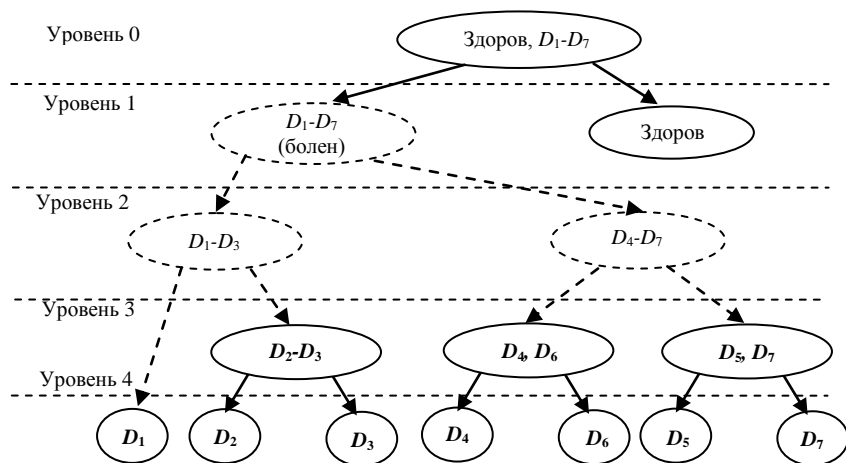 Уровень 0
Здоров, D₁-D₇
Уровень 1
D₁-D₇
(болен)
Здоров
Уровень 2
D₁-D₃
D₄-D₇
Уровень 3
D₂-D₃
D₄, D₆
D₅, D₇
Уровень 4
D₁
D₂
D₃
D₄
D₆
D₅
D₇